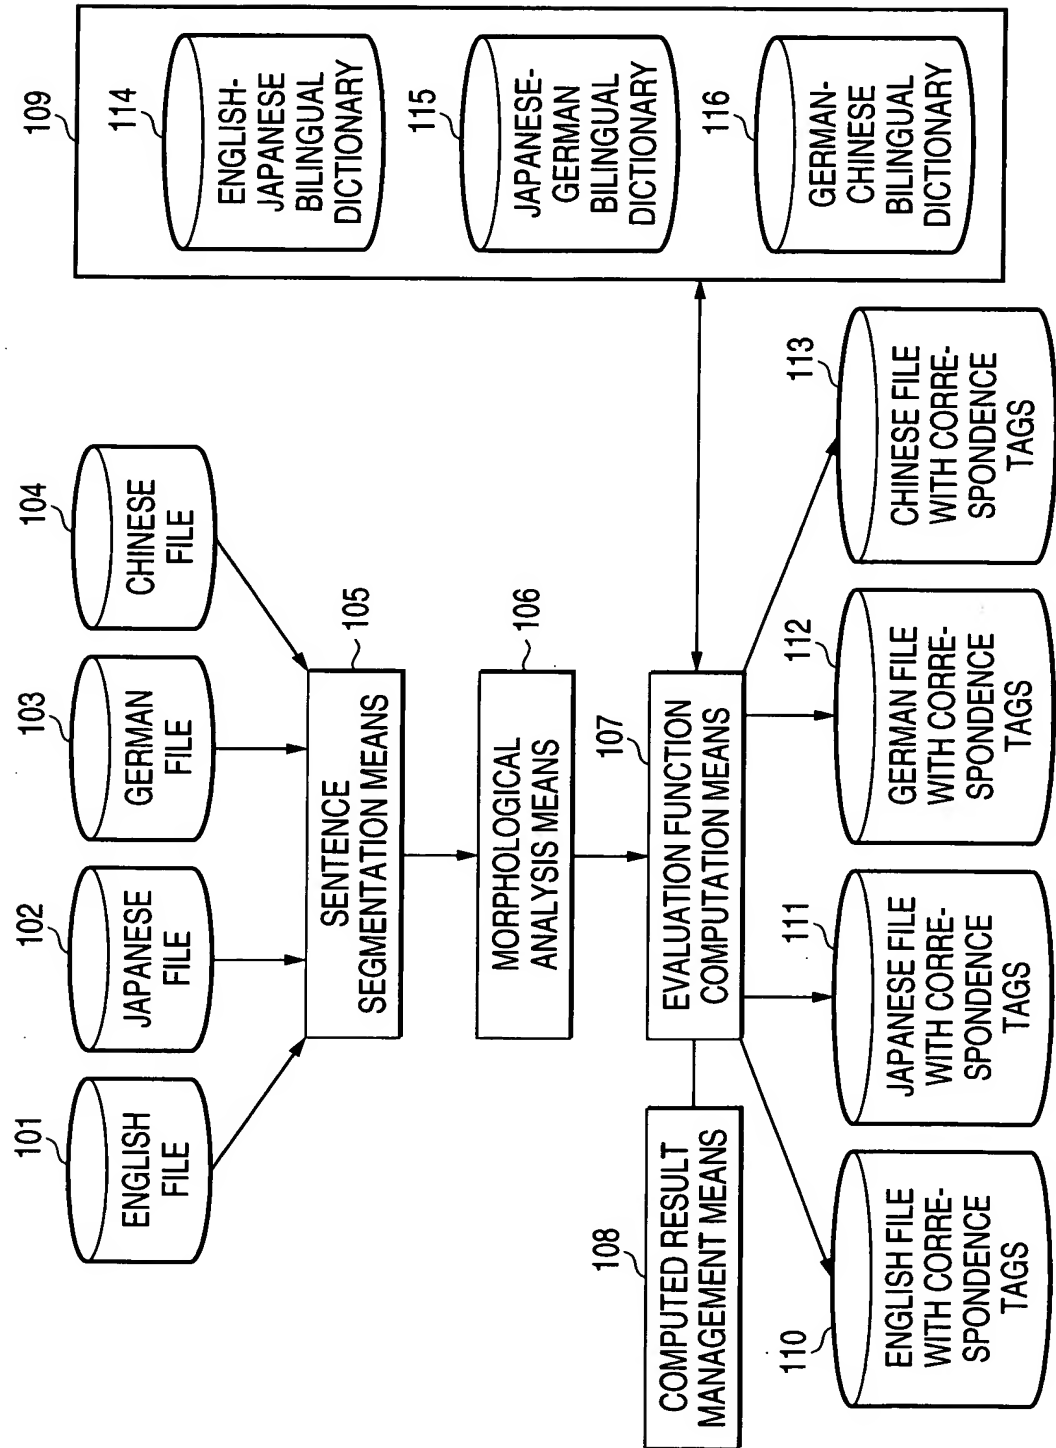 101
ENGLISH
FILE
102
JAPANESE
FILE
103
GERMAN
FILE
104
CHINESE
FILE
SENTENCE
SEGMENTATION MEANS
105
MORPHOLOGICAL
ANALYSIS MEANS
106
108
COMPUTED RESULT
MANAGEMENT MEANS
EVALUATION FUNCTION
COMPUTATION MEANS
107
110
ENGLISH FILE
WITH CORRE-
SPONDENCE
TAGS
111
JAPANESE FILE
WITH CORRE-
SPONDENCE
TAGS
112
GERMAN FILE
WITH CORRE-
SPONDENCE
TAGS
113
CHINESE FILE
WITH CORRE-
SPONDENCE
TAGS
109
114
ENGLISH-
JAPANESE
BILINGUAL
DICTIONARY
115
JAPANESE-
GERMAN
BILINGUAL
DICTIONARY
116
GERMAN-
CHINESE
BILINGUAL
DICTIONARY